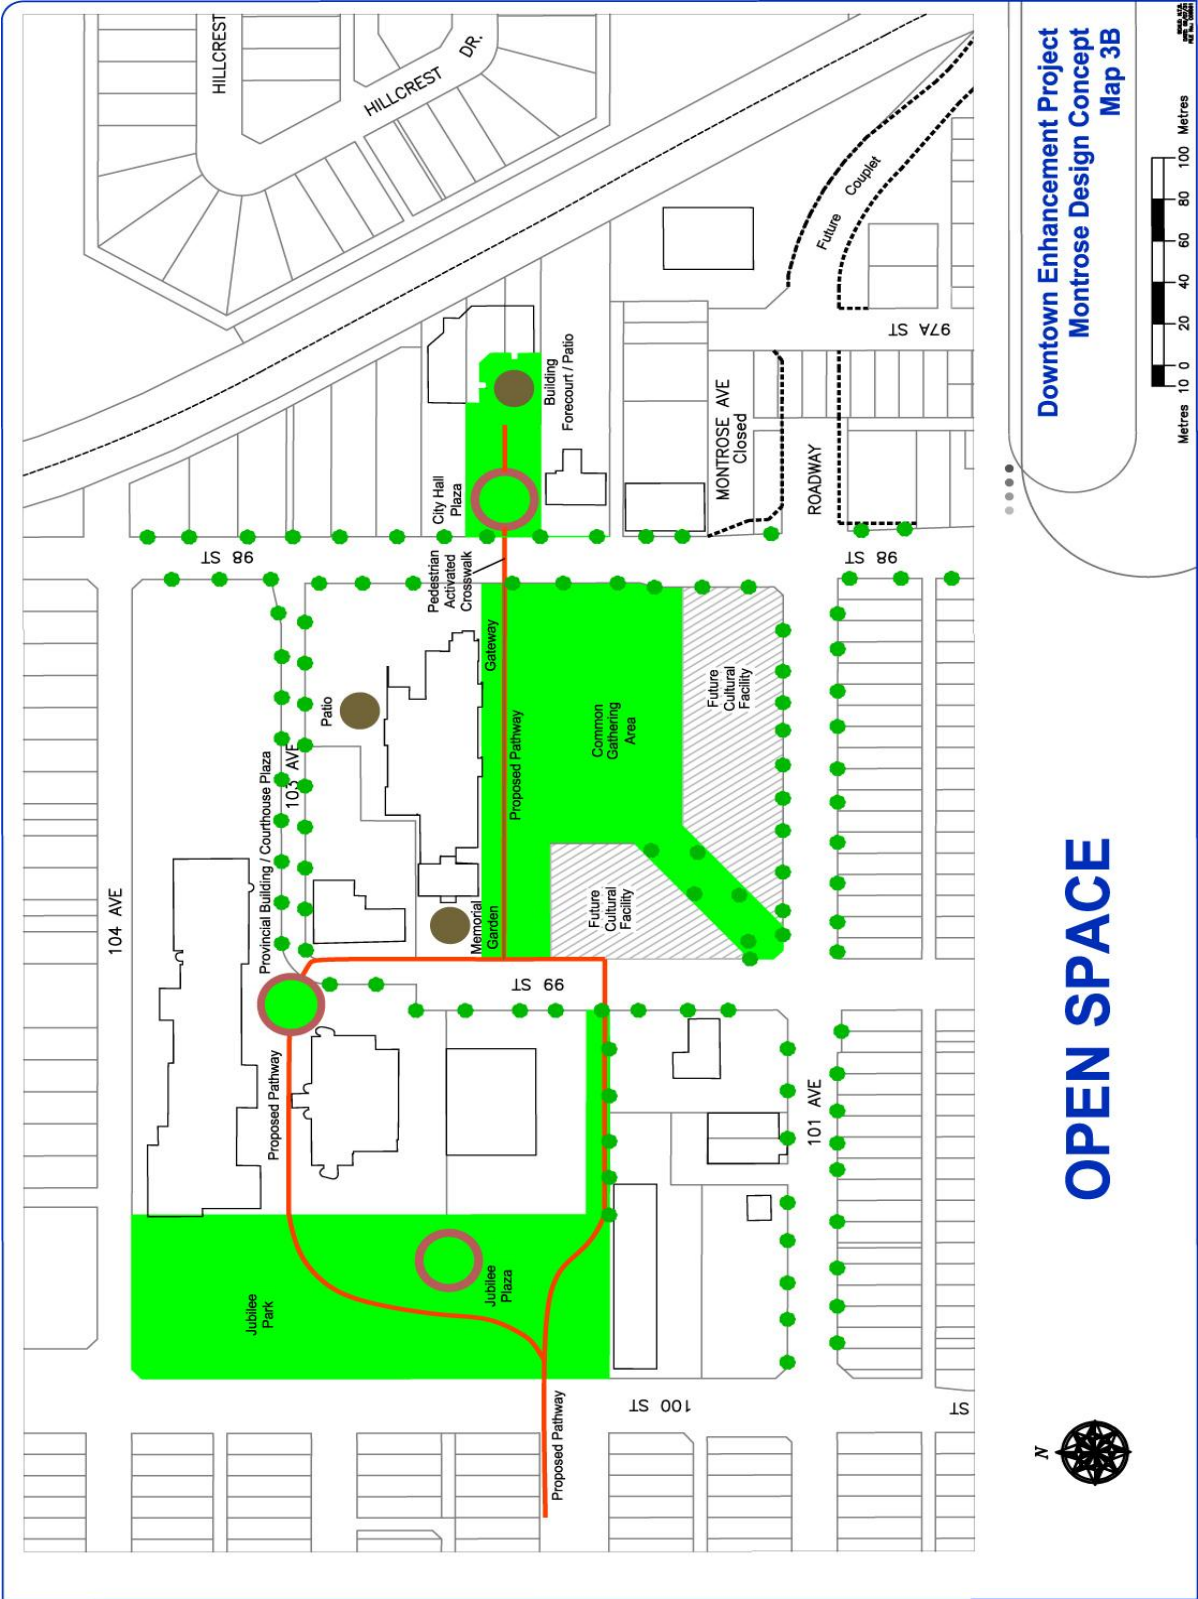 Downtown Enhancement Project
Montrose Design Concept
Map 3B
OPEN SPACE
N
Metres 10 0 20 40 60 80 100 Metres
HILLCREST
HILLCREST DR.
Future Couplet
97A ST
MONTROSE AVE
Closed
ROADWAY
Building
Forecourt / Patio
City Hall
Plaza
98 ST
98 ST
Pedestrian
Activated
Crosswalk
Gateway
Proposed Pathway
Common
Gathering
Area
Future
Cultural
Facility
Future
Cultural
Facility
Patio
103 AVE
Provincial Building / Courthouse Plaza
Memorial
Garden
104 AVE
99 ST
Proposed Pathway
101 AVE
Jubilee
Park
Jubilee
Plaza
100 ST
ST
Proposed Pathway